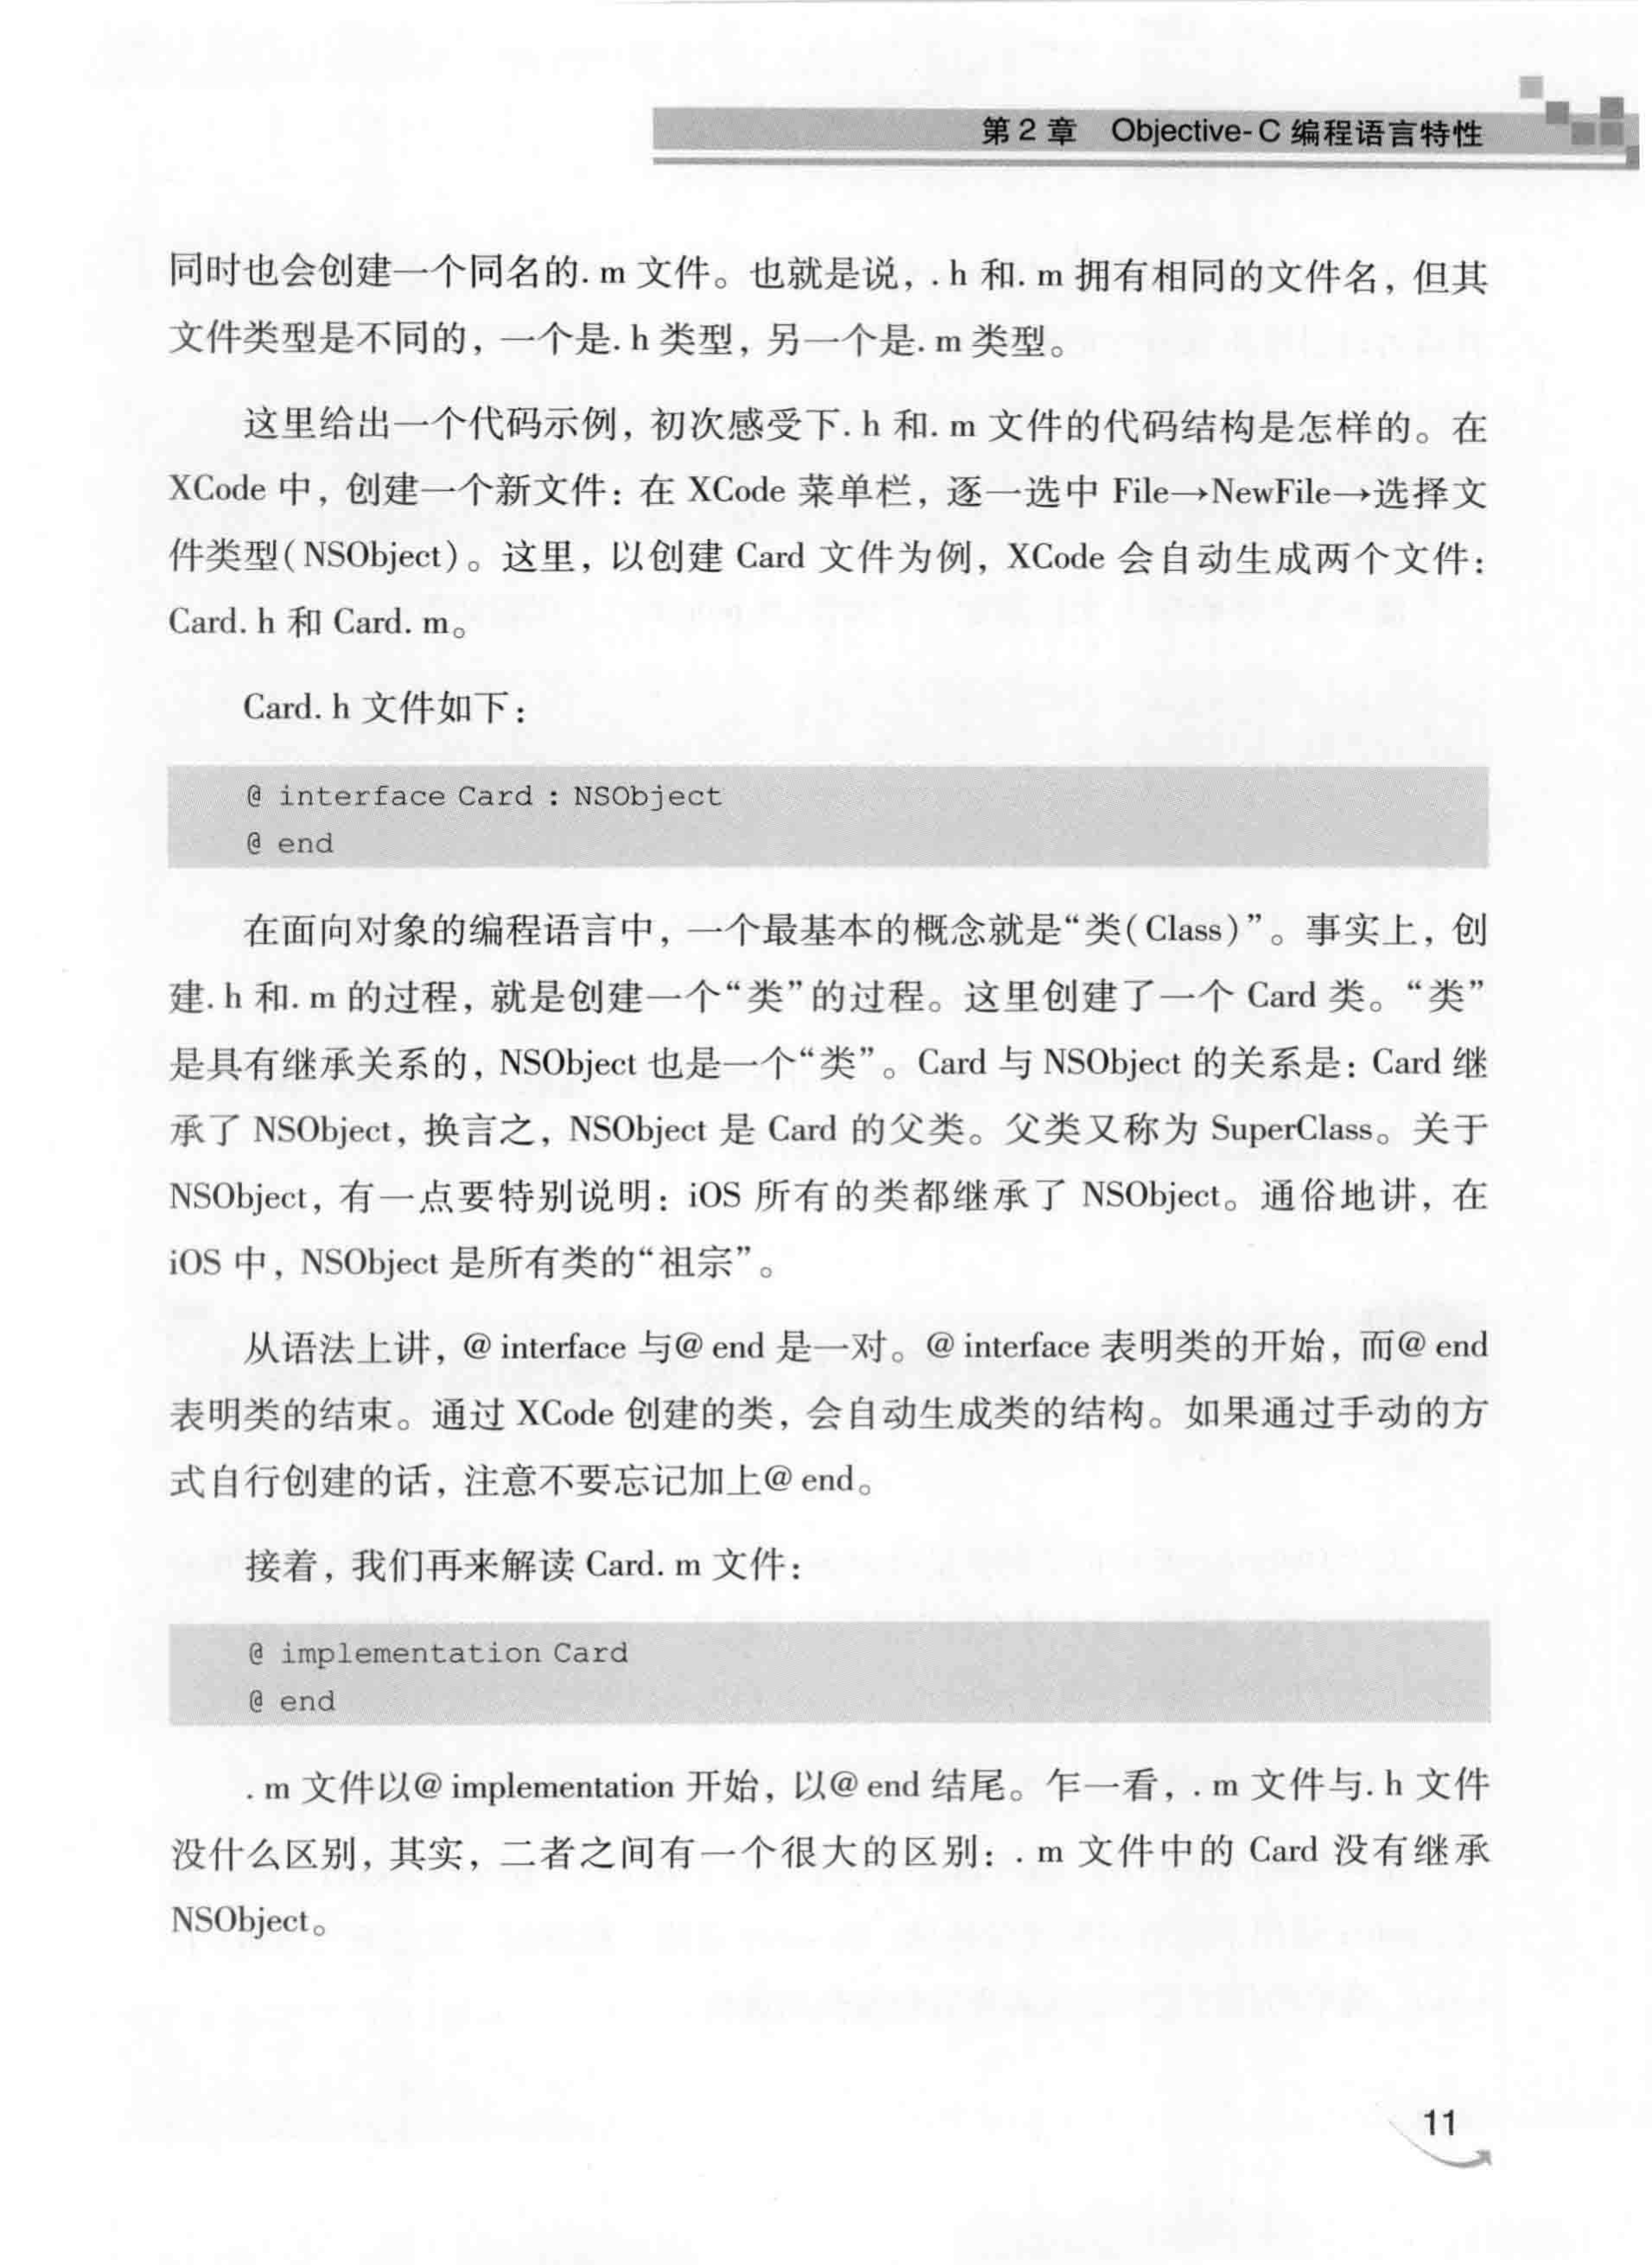 第 2 章 Objective- C 编程语言特性
同时也会创建一个同名的. m 文件。也就是说，. h 和. m 拥有相同的文件名，但其
文件类型是不同的，一个是. h 类型，另一个是. m 类型。
这里给出一个代码示例，初次感受下. h 和. m 文件的代码结构是怎样的。在
XCode 中，创建一个新文件：在 XCode 菜单栏，逐一选中 File→NewFile→选择文
件类型( NSObject)。这里，以创建 Card 文件为例，XCode 会自动生成两个文件：
Card. h 和 Card. m。
Card. h 文件如下：
@ interface Card : NSObject
@ end
在面向对象的编程语言中，一个最基本的概念就是“类( Class)”。事实上，创
建. h 和. m 的过程，就是创建一个“类”的过程。这里创建了一个 Card 类。“类”
是具有继承关系的，NSObject 也是一个“类”。Card 与 NSObject 的关系是：Card 继
承了 NSObject，换言之，NSObject 是 Card 的父类。父类又称为 SuperClass。关于
NSObject，有一点要特别说明：iOS 所有的类都继承了 NSObject。通俗地讲，在
iOS 中，NSObject 是所有类的“祖宗”。
从语法上讲，@ interface 与@ end 是一对。@ interface 表明类的开始，而@ end
表明类的结束。通过 XCode 创建的类，会自动生成类的结构。如果通过手动的方
式自行创建的话，注意不要忘记加上@ end。
接着，我们再来解读 Card. m 文件：
@ implementation Card
@ end
. m 文件以@ implementation 开始，以@ end 结尾。乍一看，. m 文件与. h 文件
没什么区别，其实，二者之间有一个很大的区别：. m 文件中的 Card 没有继承
NSObject。
11